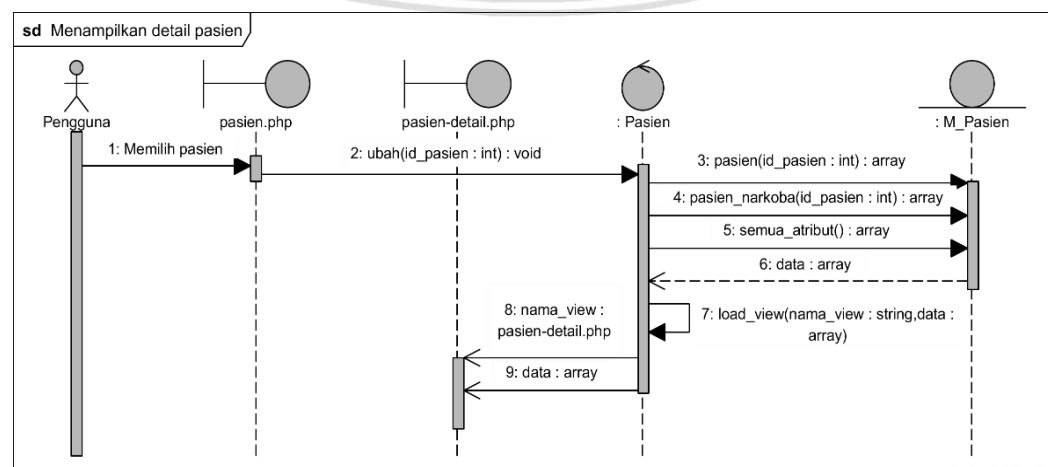 sd Menampilkan detail pasien
Pengguna
pasien.php
pasien-detail.php
: Pasien
: M_Pasien
1: Memilih pasien
2: ubah(id_pasien : int) : void
3: pasien(id_pasien : int) : array
4: pasien_narkoba(id_pasien : int) : array
5: semua_atribut() : array
6: data : array
7: load_view(nama_view : string,data :
array)
8: nama_view :
pasien-detail.php
9: data : array